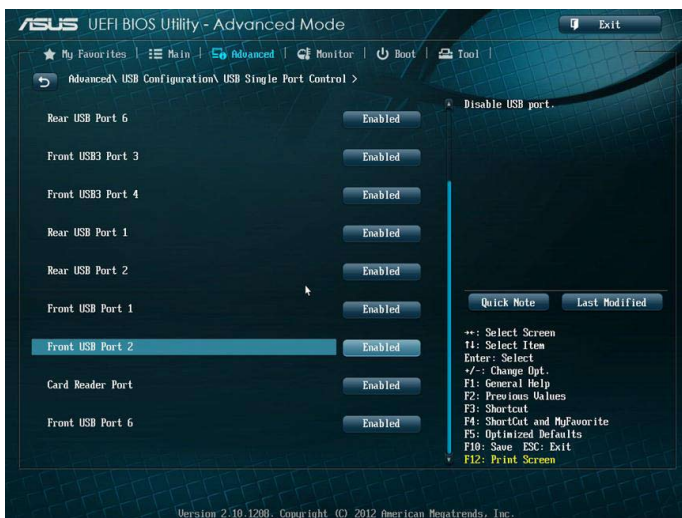 ASUS UEFI BIOS Utility - Advanced Mode
Exit
My Favorites | Main | Advanced | Monitor | Boot | Tool |
Advanced\ USB Configuration\ USB Single Port Control >
Disable USB port.
Rear USB Port 6 Enabled
Front USB3 Port 3 Enabled
Front USB3 Port 4 Enabled
Rear USB Port 1 Enabled
Rear USB Port 2 Enabled
Front USB Port 1 Enabled
Front USB Port 2 Enabled
Card Reader Port Enabled
Front USB Port 6 Enabled
Quick Note Last Modified
→←: Select Screen
↑↓: Select Item
Enter: Select
+/-: Change Opt.
F1: General Help
F2: Previous Values
F3: Shortcut
F4: ShortCut and MyFavorite
F5: Optimized Defaults
F10: Save ESC: Exit
F12: Print Screen
Version 2.10.1208. Copyright (C) 2012 American Megatrends, Inc.